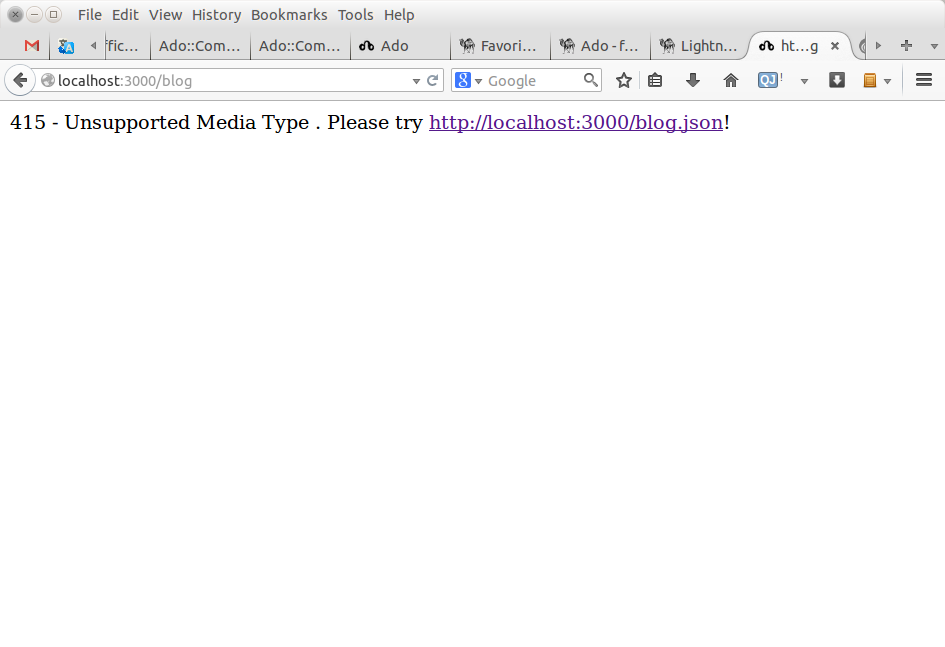 File Edit View History Bookmarks Tools Help
ffic... Ado::Com... Ado::Com... Ado Favori... Ado - f... Lightn... ht...g
localhost:3000/blog Google QJ!
415 - Unsupported Media Type . Please try http://localhost:3000/blog.json!